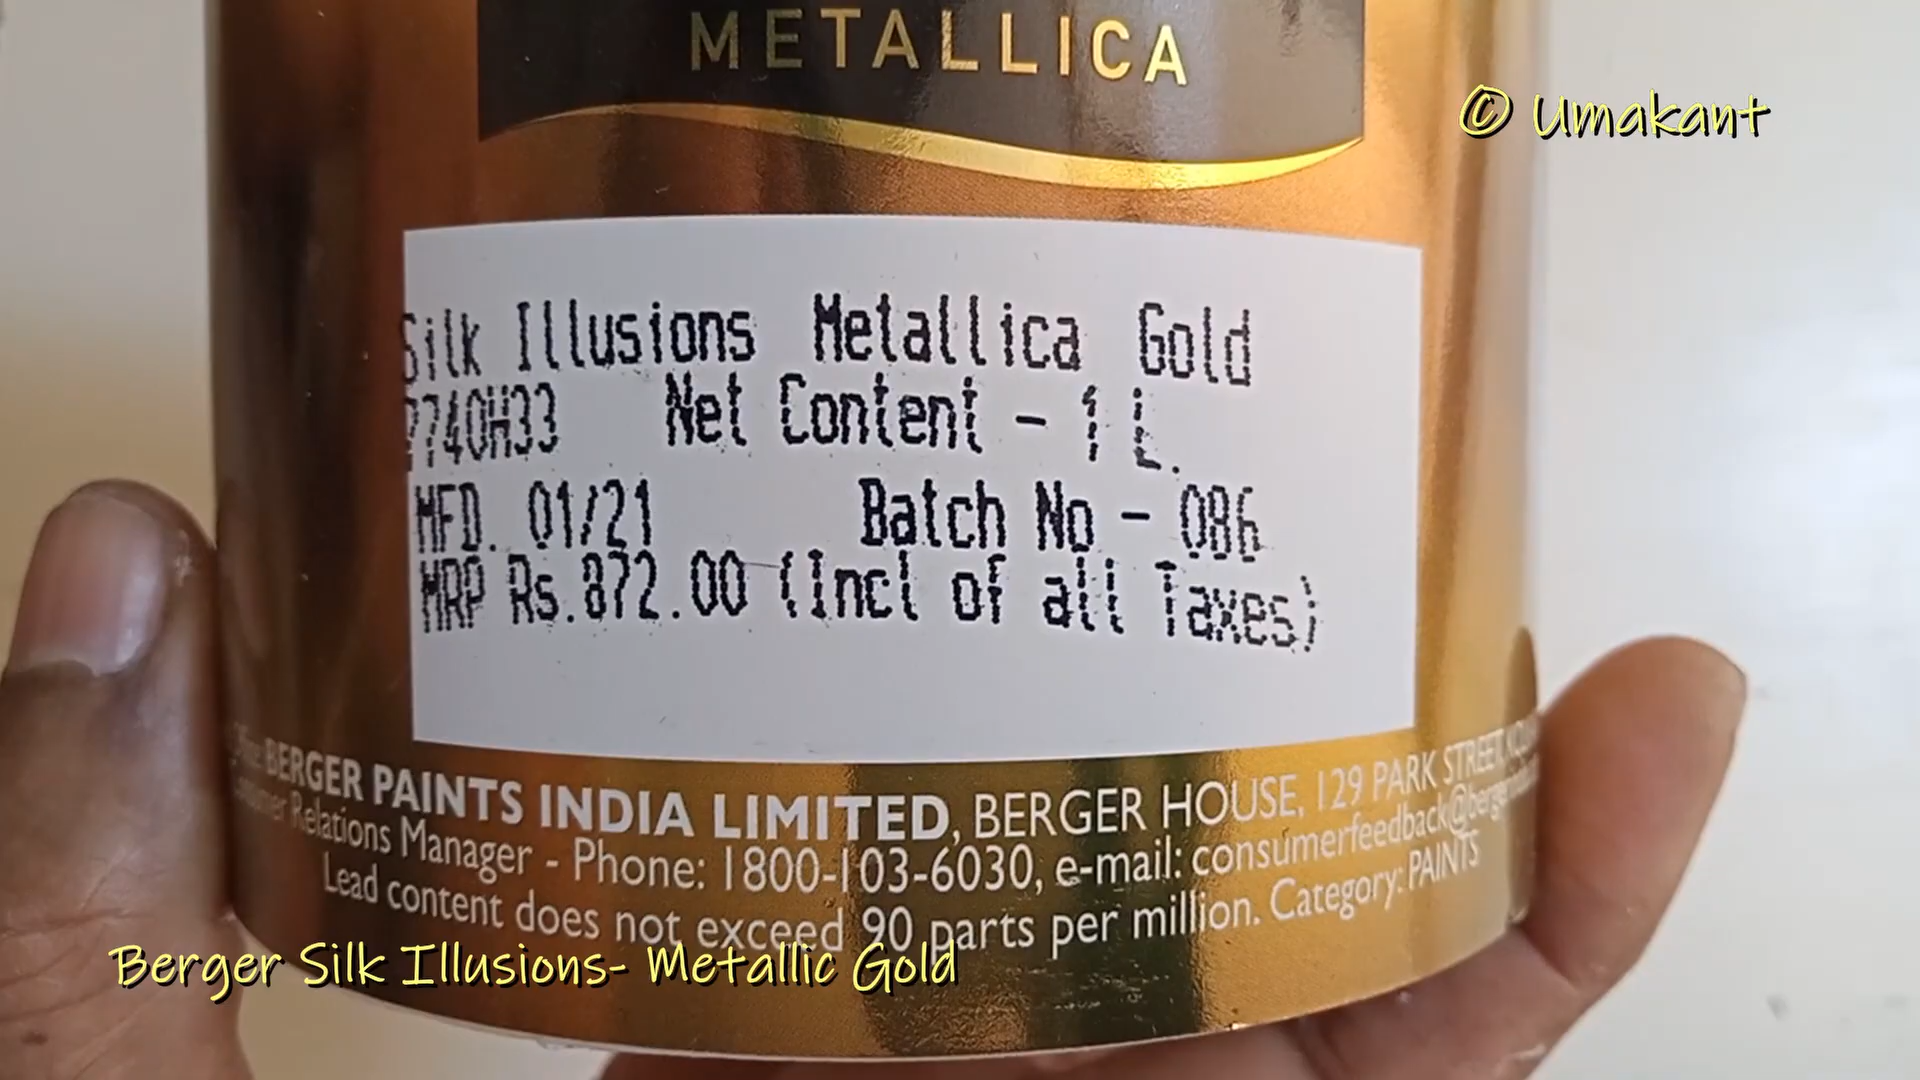 METALLICA
© Umakant
Silk Illusions Metallica Gold
Net Content - 1 L.
MFD. 01/21 Batch No - 086
MRP Rs.872.00 (Incl of all Taxes)
BERGER PAINTS INDIA LIMITED, BERGER HOUSE, 129 PARK STREET,
Relations Manager - Phone: 1800-103-6030, e-mail:
Lead content does not exceed 90 parts per million. Category: PAINTS
Berger Silk Illusions- Metallic Gold